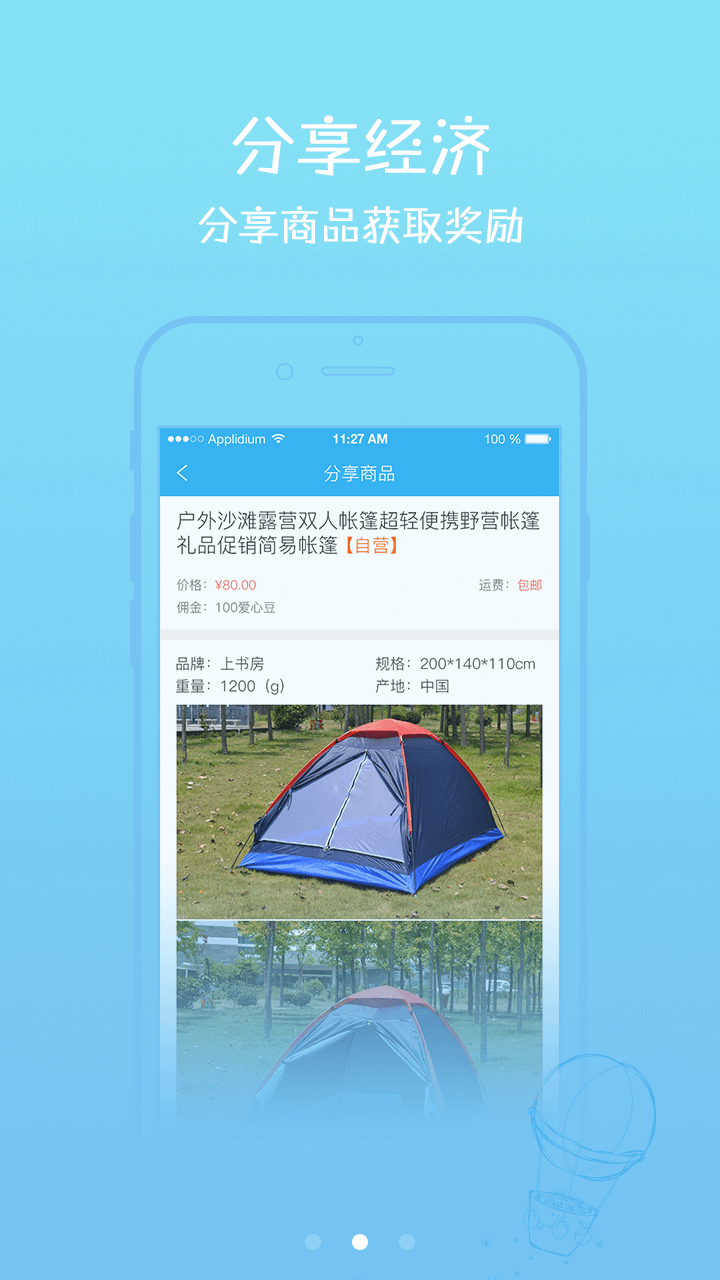 分享经济
分享商品获取奖励
Applidium 11:27 AM 100 %
分享商品
户外沙滩露营双人帐篷超轻便携野营帐篷
礼品促销简易帐篷【自营】
价格：¥80.00 运费：包邮
佣金：100爱心豆
品牌：上书房 规格：200*140*110cm
重量：1200（g） 产地：中国